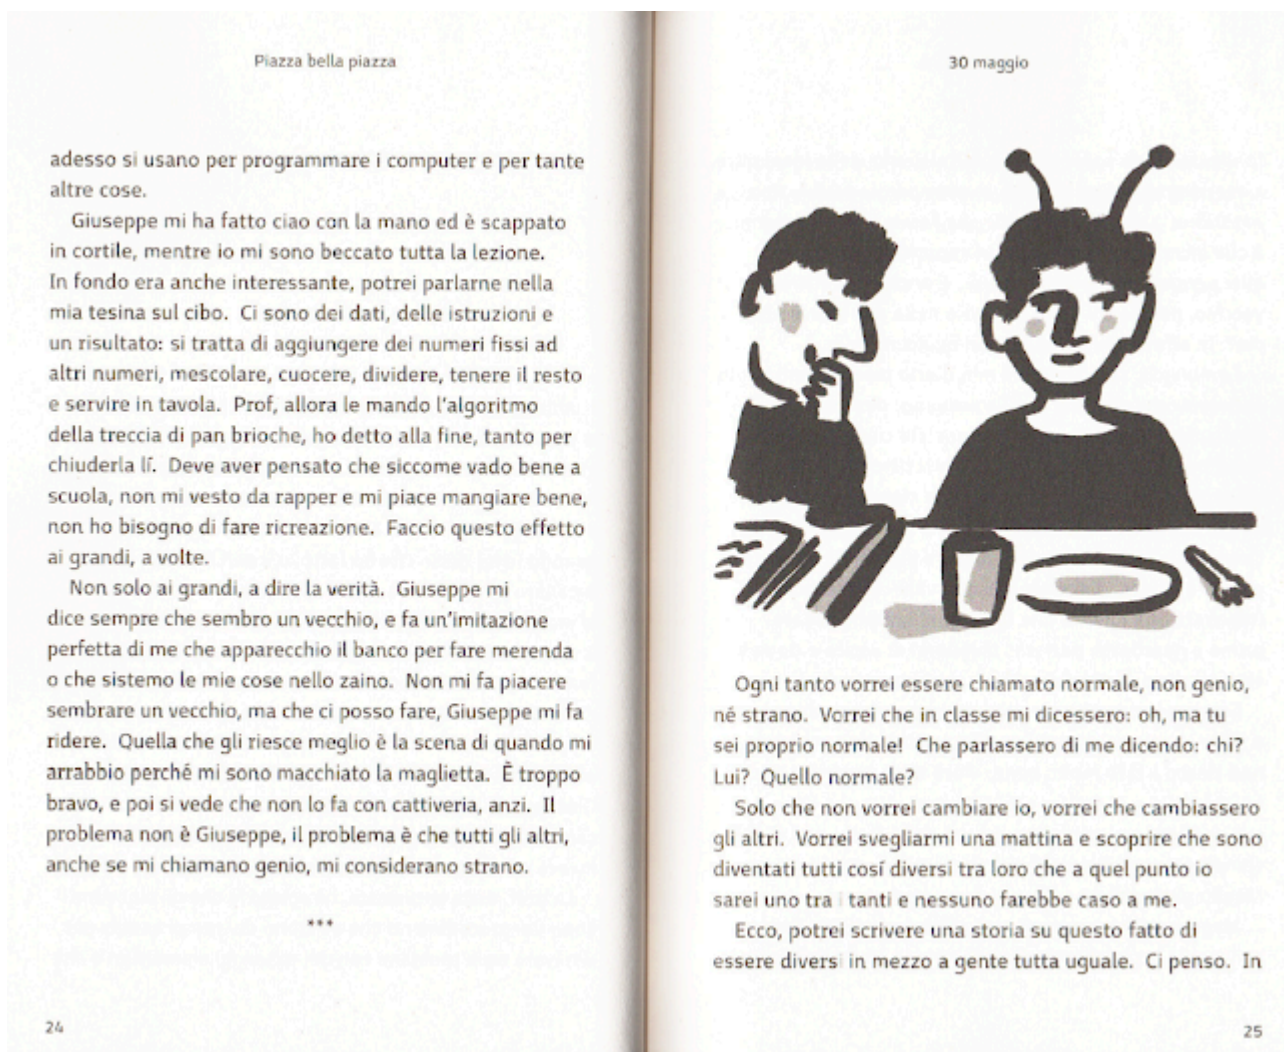 Piazza bella piazza
adesso si usano per programmare i computer e per tante
altre cose.
Giuseppe mi ha fatto ciao con la mano ed è scappato
in cortile, mentre io mi sono beccato tutta la lezione.
In fondo era anche interessante, potrei parlarne nella
mia tesina sul cibo. Ci sono dei dati, delle istruzioni e
un risultato: si tratta di aggiungere dei numeri fissi ad
altri numeri, mescolare, cuocere, dividere, tenere il resto
e servire in tavola. Prof, allora le mando l'algoritmo
della treccia di pan brioche, ho detto alla fine, tanto per
chiuderla lí. Deve aver pensato che siccome vado bene a
scuola, non mi vesto da rapper e mi piace mangiare bene,
non ho bisogno di fare ricreazione. Faccio questo effetto
ai grandi, a volte.
Non solo ai grandi, a dire la verità. Giuseppe mi
dice sempre che sembro un vecchio, e fa un'imitazione
perfetta di me che apparecchio il banco per fare merenda
o che sistemo le mie cose nello zaino. Non mi fa piacere
sembrare un vecchio, ma che ci posso fare, Giuseppe mi fa
ridere. Quella che gli riesce meglio è la scena di quando mi
arrabbio perché mi sono macchiato la maglietta. È troppo
bravo, e poi si vede che non lo fa con cattiveria, anzi. Il
problema non è Giuseppe, il problema è che tutti gli altri,
anche se mi chiamano genio, mi considerano strano.
***
24
30 maggio
Ogni tanto vorrei essere chiamato normale, non genio,
né strano. Vorrei che in classe mi dicessero: oh, ma tu
sei proprio normale! Che parlassero di me dicendo: chi?
Lui? Quello normale?
Solo che non vorrei cambiare io, vorrei che cambiassero
gli altri. Vorrei svegliarmi una mattina e scoprire che sono
diventati tutti cosí diversi tra loro che a quel punto io
sarei uno tra i tanti e nessuno farebbe caso a me.
Ecco, potrei scrivere una storia su questo fatto di
essere diversi in mezzo a gente tutta uguale. Ci penso. In
25